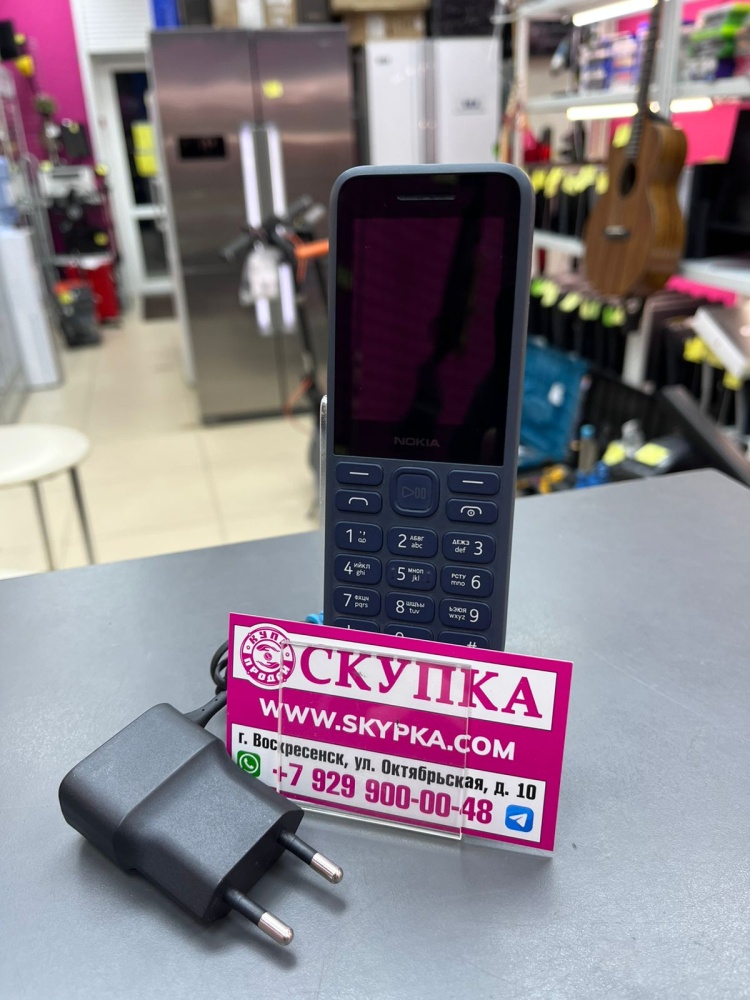 NOKIA
1
2 АБВГ abc
ДЕЖЗ def 3
4 ИЙКЛ ghi
5 МНОП jkl
РСТУ mno 6
7 ФХЦЧ pqrs
8 ШЩЪЫ tuv
ЬЭЮЯ wxyz 9
КУПИ ПРОДАЙ
СКУПКА
WWW.SKYPKA.COM
г. Воскресенск, ул. Октябрьская, д. 10
+7 929 900-00-48